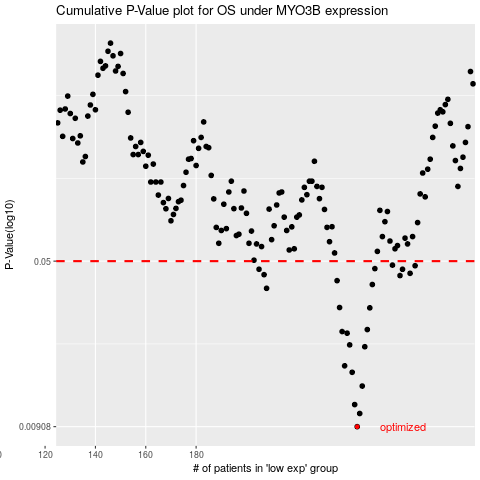 Cumulative P-Value plot for OS under MYO3B expression
P-Value(log10)
0.05
0.00908
optimized
0
120
140
160
180
# of patients in 'low exp' group